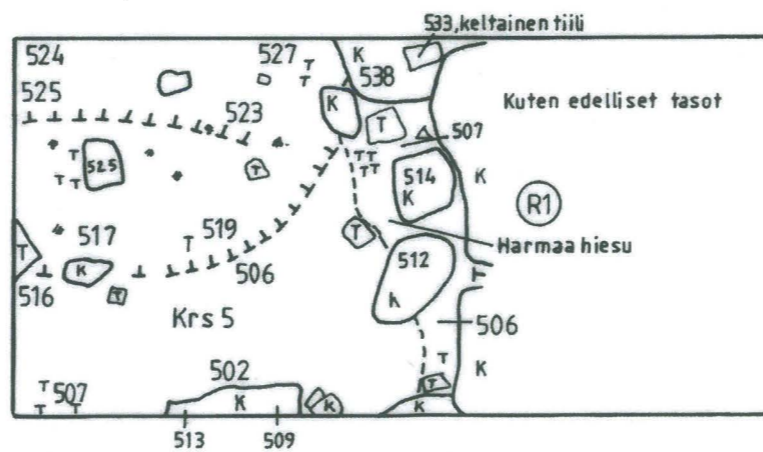 533, keltainen tiili
524
527
T
T
K
538
525
523
K
T
507
Kuten edelliset tasot
T
525
T
T
T
T T
T T
514
K
K
R1
517
519
T
T
Harmaa hiesu
T
K
506
512
T
516
T
K
Krs 5
506
T
K
502
T
507
T T
K
K
K
513
509